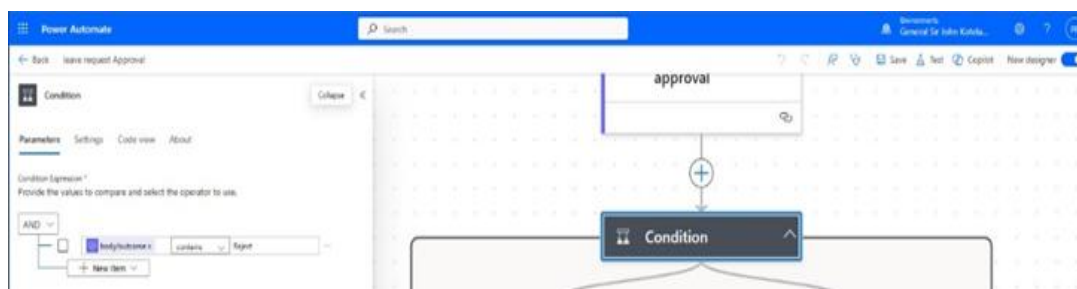 Power Automate
Search
Environments
General Sir John Kotela...
Back
leave request Approval
Save
Test
Copilot
New designer
Condition
Collapse
approval
Parameters
Settings
Code view
About
Condition Expression *
Provide the values to compare and select the operator to use.
AND
body/outcome
contains
Reject
New item
Condition